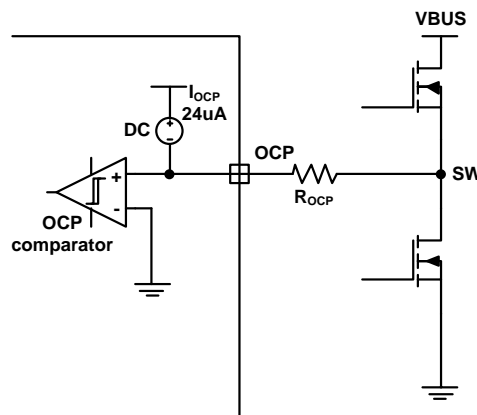 VBUS
IOCP
24uA
DC
+
-
OCP
SW
ROCP
+
-
OCP
comparator